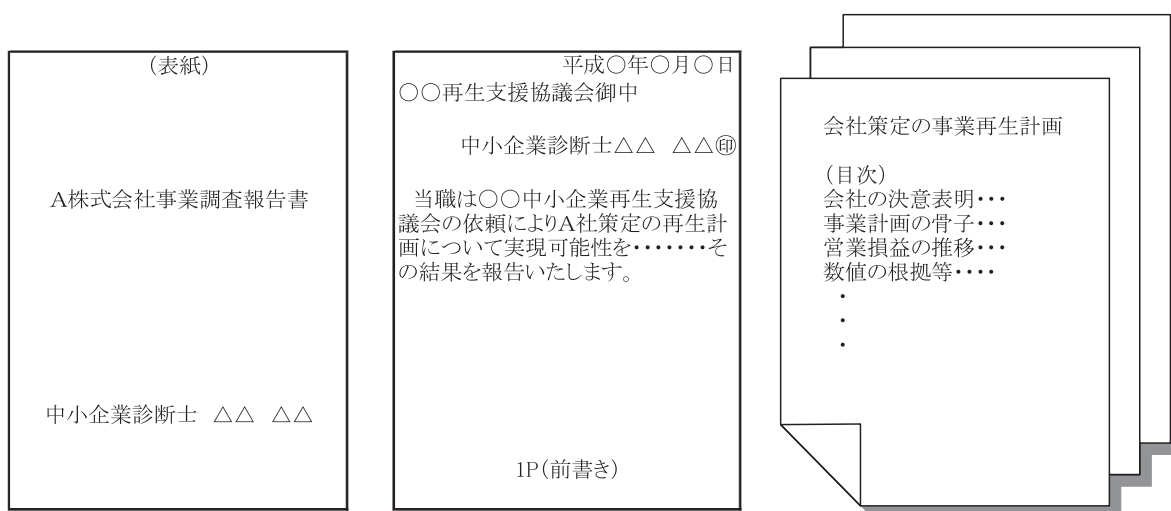 (表紙)
A株式会社事業調査報告書
中小企業診断士 △△ △△
平成○年○月○日
○○再生支援協議会御中
中小企業診断士△△ △△㊞
当職は○○中小企業再生支援協
議会の依頼によりA社策定の再生計
画について実現可能性を・・・・・・・そ
の結果を報告いたします。
1P(前書き)
会社策定の事業再生計画
(目次)
会社の決意表明・・・
事業計画の骨子・・・
営業損益の推移・・・
数値の根拠等・・・・
・
・
・